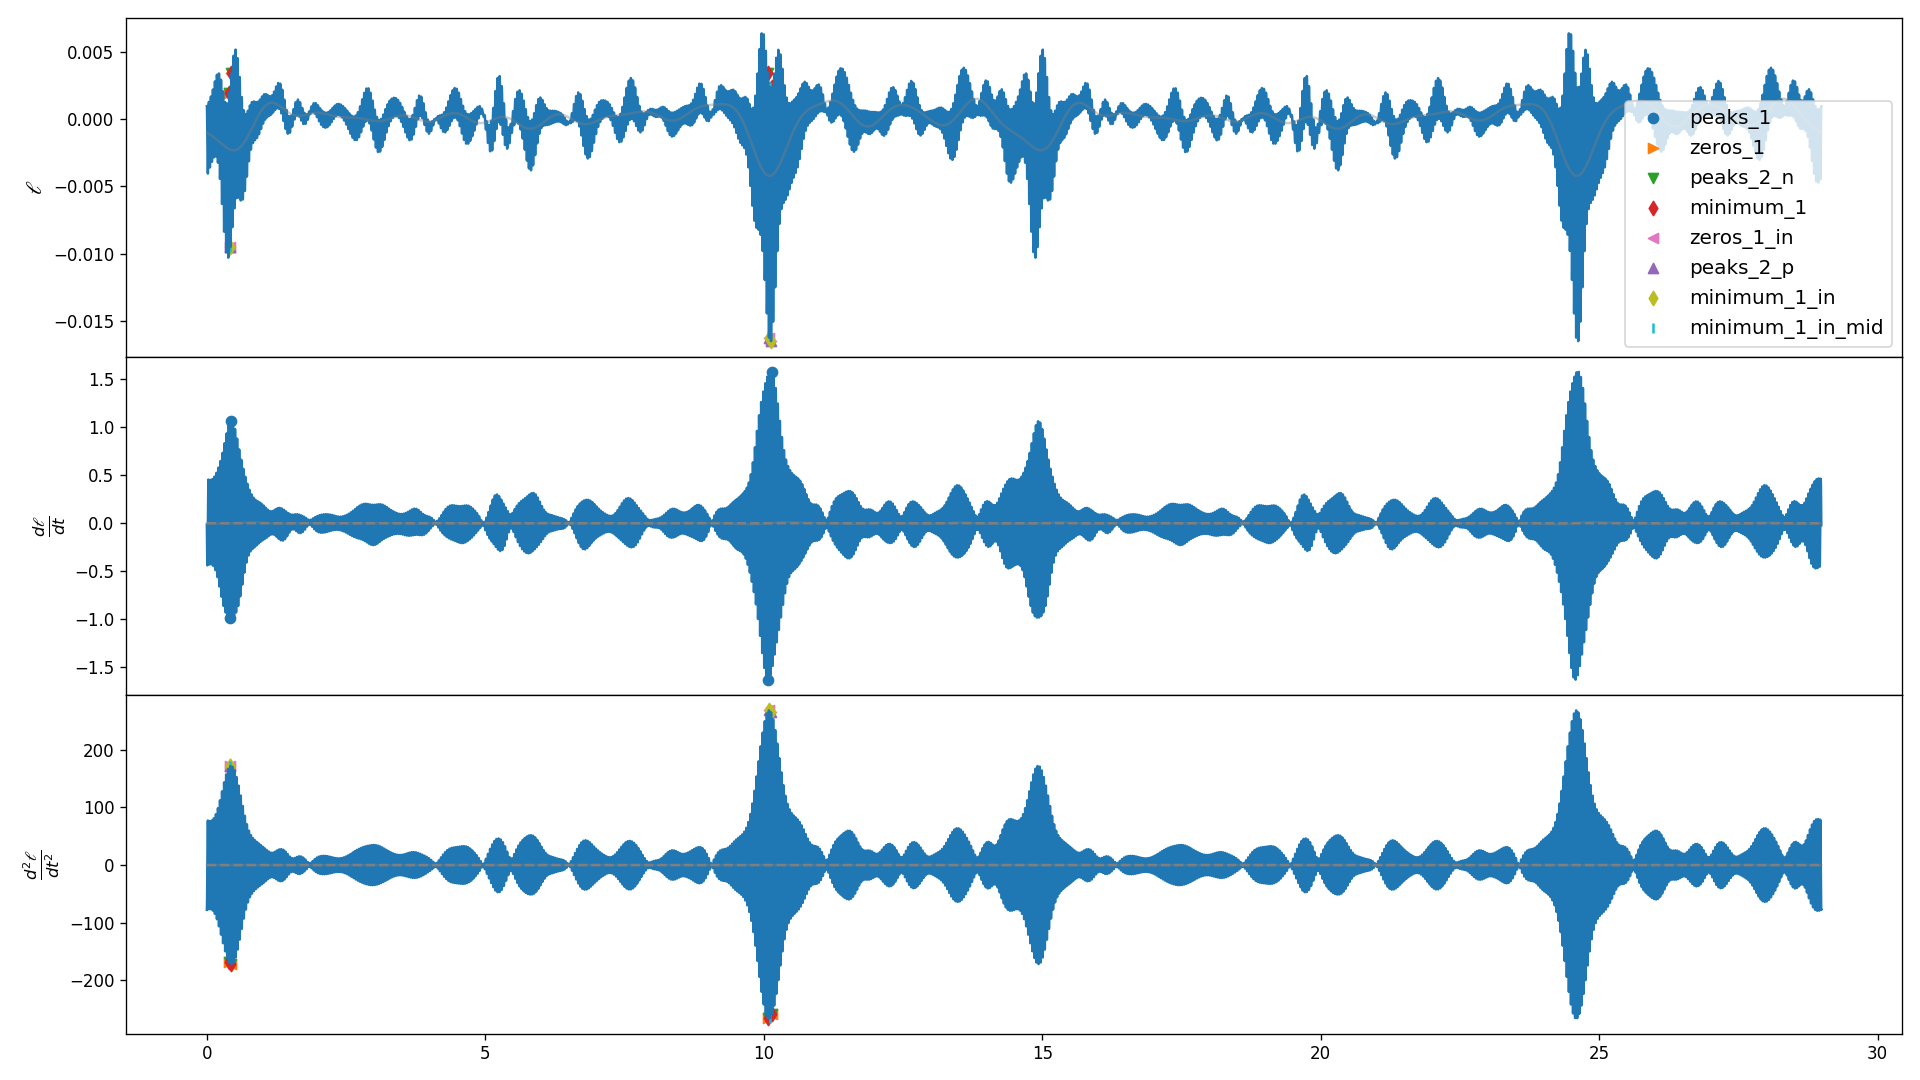 0.005
0.000
−0.005
−0.010
−0.015
ℓ
peaks_1
zeros_1
peaks_2_n
minimum_1
zeros_1_in
peaks_2_p
minimum_1_in
minimum_1_in_mid
1.5
1.0
0.5
0.0
−0.5
−1.0
−1.5
dℓ
dt
200
100
0
−100
−200
d²ℓ
dt²
0 5 10 15 20 25 30